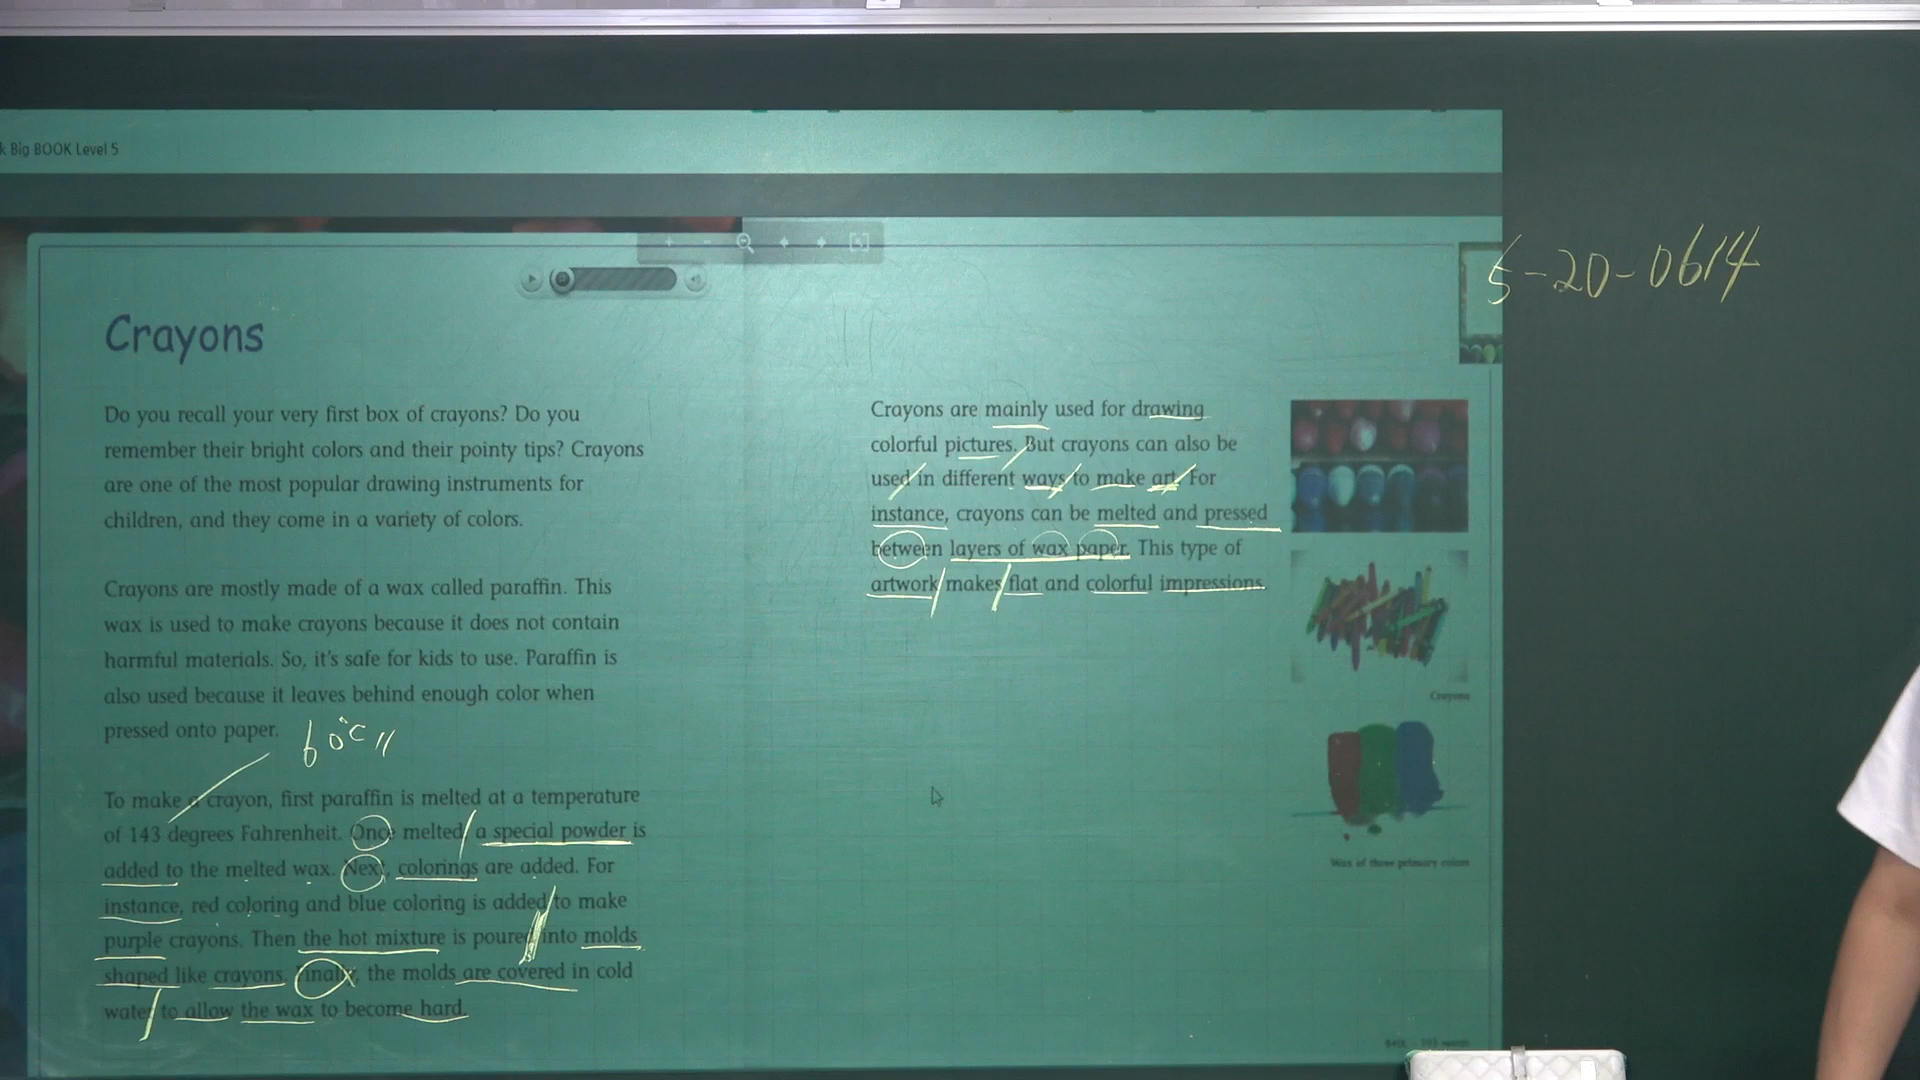 k Big BOOK Level 5
5-20-0614
Crayons
Do you recall your very first box of crayons? Do you
remember their bright colors and their pointy tips? Crayons
are one of the most popular drawing instruments for
children, and they come in a variety of colors.
Crayons are mostly made of a wax called paraffin. This
wax is used to make crayons because it does not contain
harmful materials. So, it's safe for kids to use. Paraffin is
also used because it leaves behind enough color when
pressed onto paper.
60°C
To make a crayon, first paraffin is melted at a temperature
of 143 degrees Fahrenheit. Once melted, a special powder is
added to the melted wax. Next, colorings are added. For
instance, red coloring and blue coloring is added to make
purple crayons. Then the hot mixture is poured into molds
shaped like crayons. Finally, the molds are covered in cold
water to allow the wax to become hard.
Crayons are mainly used for drawing
colorful pictures. But crayons can also be
used in different ways to make art. For
instance, crayons can be melted and pressed
between layers of wax paper. This type of
artwork makes flat and colorful impressions.
Crayons
Wax of three primary colors